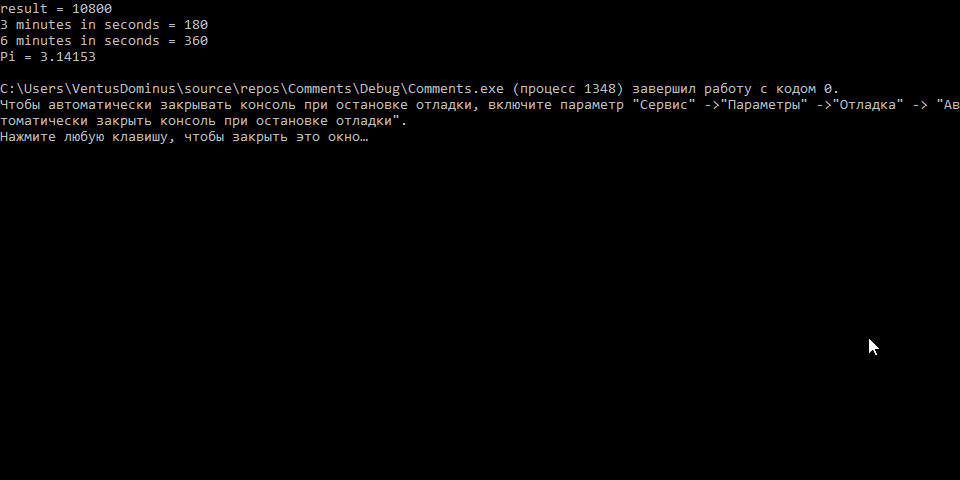 result = 10800
3 minutes in seconds = 180
6 minutes in seconds = 360
Pi = 3.14153
C:\Users\VentusDominus\source\repos\Comments\Debug\Comments.exe (процесс 1348) завершил работу с кодом 0.
Чтобы автоматически закрывать консоль при остановке отладки, включите параметр "Сервис" ->"Параметры" ->"Отладка" -> "Ав
томатически закрыть консоль при остановке отладки".
Нажмите любую клавишу, чтобы закрыть это окно…